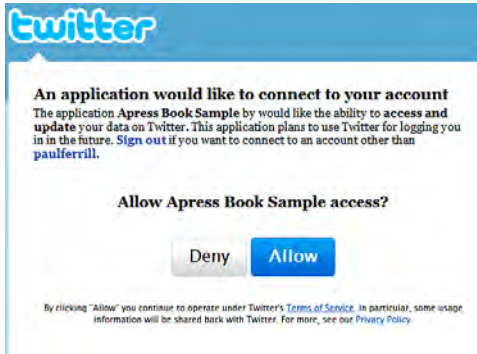 twitter
An application would like to connect to your account
The application Apress Book Sample by would like the ability to access and
update your data on Twitter. This application plans to use Twitter for logging you
in in the future. Sign out if you want to connect to an account other than
paulferrill.
Allow Apress Book Sample access?
Deny Allow
By clicking "Allow" you continue to operate under Twitter's Terms of Service. In particular, some usage
information will be shared back with Twitter. For more, see our Privacy Policy.